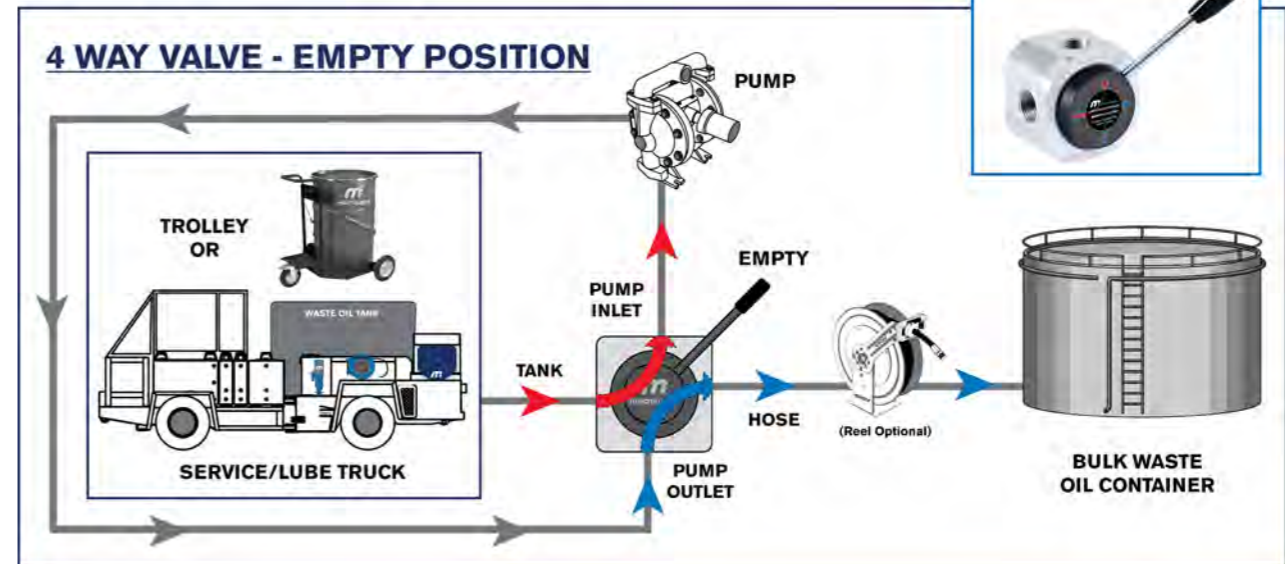 4 WAY VALVE - EMPTY POSITION
PUMP
TROLLEY
OR
EMPTY
PUMP
INLET
WASTE OIL TANK
TANK
HOSE
(Reel Optional)
SERVICE/LUBE TRUCK
PUMP
OUTLET
BULK WASTE
OIL CONTAINER